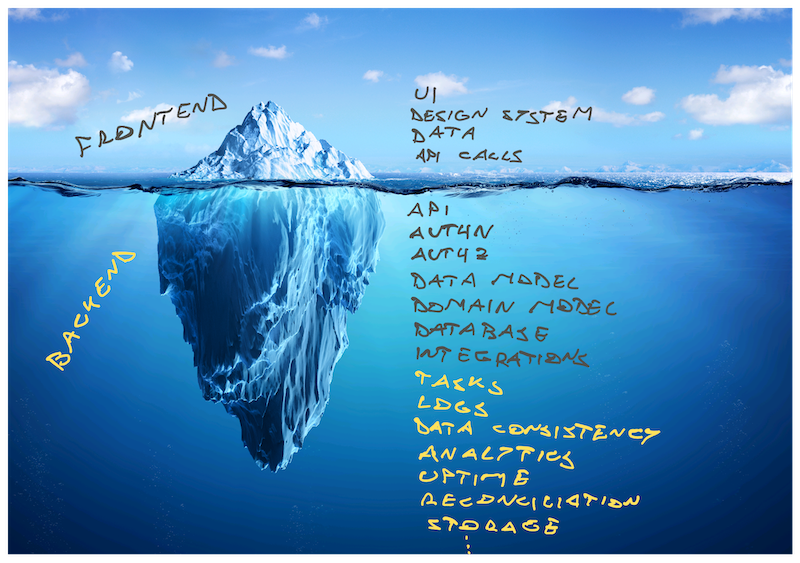 FRONTEND
UI
DESIGN SYSTEM
DATA
API CALLS
BACKEND
API
AUTHN
AUTHZ
DATA MODEL
DOMAIN MODEL
DATABASE
INTEGRATIONS
TASKS
LOGS
DATA CONSISTENCY
ANALYTICS
UPTIME
RECONCILIATION
STORAGE
⋮